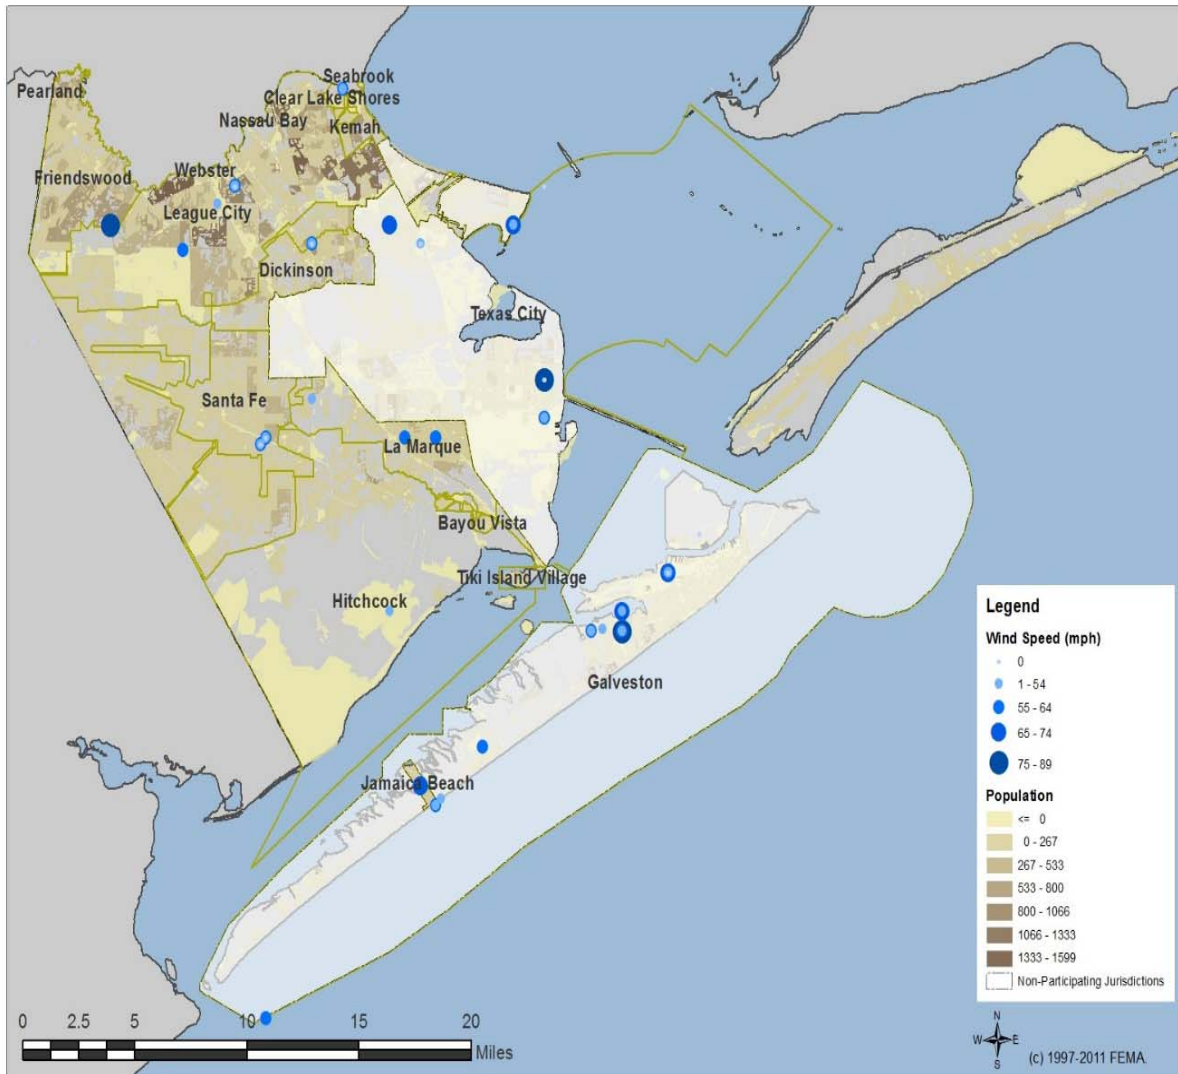 Seabrook
Pearland
Clear Lake Shores
Nassau Bay
Kemah
Webster
Friendswood
League City
Dickinson
Texas City
Santa Fe
La Marque
Bayou Vista
Tiki Island Village
Hitchcock
Galveston
Jamaica Beach
Legend
Wind Speed (mph)
0
1 - 54
55 - 64
65 - 74
75 - 89
Population
<= 0
0 - 267
267 - 533
533 - 800
800 - 1066
1066 - 1333
1333 - 1599
Non-Participating Jurisdictions
0 2.5 5 10 15 20
Miles
N
W E
S
(c) 1997-2011 FEMA.